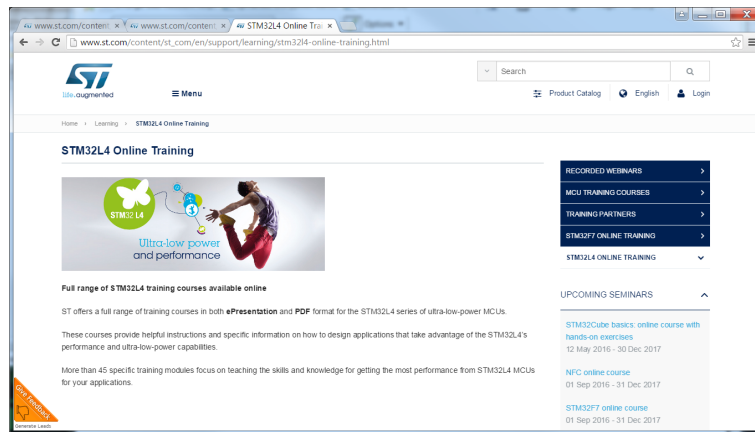 www.st.com/content
www.st.com/content
STM32L4 Online Trai
www.st.com/content/st_com/en/support/learning/stm32l4-online-training.html
ST
life.augmented
Menu
Search
Product Catalog
English
Login
Home › Learning › STM32L4 Online Training
STM32L4 Online Training
STM32 L4
Ultra-low power
and performance
Full range of STM32L4 training courses available online
ST offers a full range of training courses in both ePresentation and PDF format for the STM32L4 series of ultra-low-power MCUs.
These courses provide helpful instructions and specific information on how to design applications that take advantage of the STM32L4's
performance and ultra-low-power capabilities.
More than 45 specific training modules focus on teaching the skills and knowledge for getting the most performance from STM32L4 MCUs
for your applications.
RECORDED WEBINARS
MCU TRAINING COURSES
TRAINING PARTNERS
STM32F7 ONLINE TRAINING
STM32L4 ONLINE TRAINING
UPCOMING SEMINARS
STM32Cube basics: online course with
hands-on exercises
12 May 2016 - 30 Dec 2017
NFC online course
01 Sep 2016 - 31 Dec 2017
STM32F7 online course
01 Sep 2016 - 31 Dec 2017
Give Feedback
Generate Leads